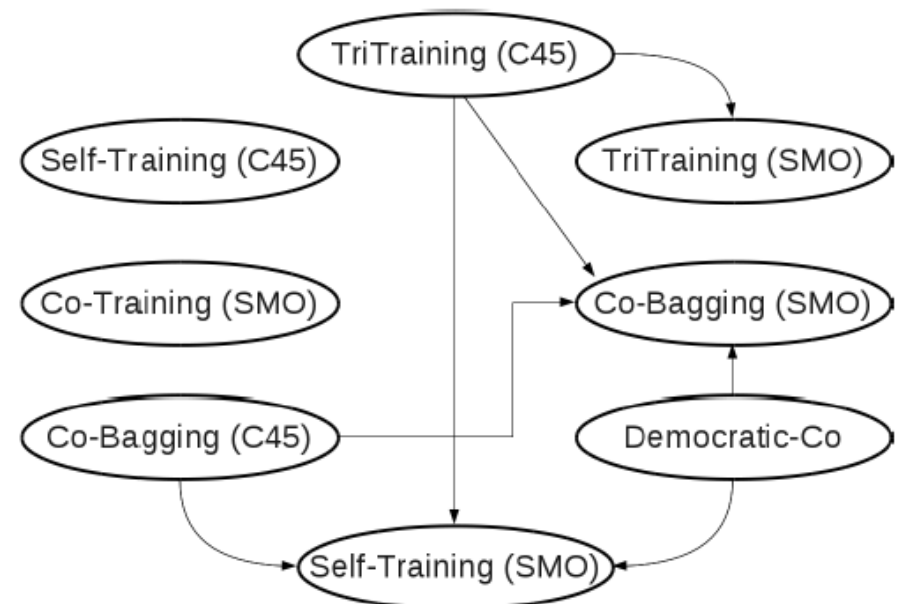 TriTraining (C45)
Self-Training (C45)
TriTraining (SMO)
Co-Training (SMO)
Co-Bagging (SMO)
Co-Bagging (C45)
Democratic-Co
Self-Training (SMO)